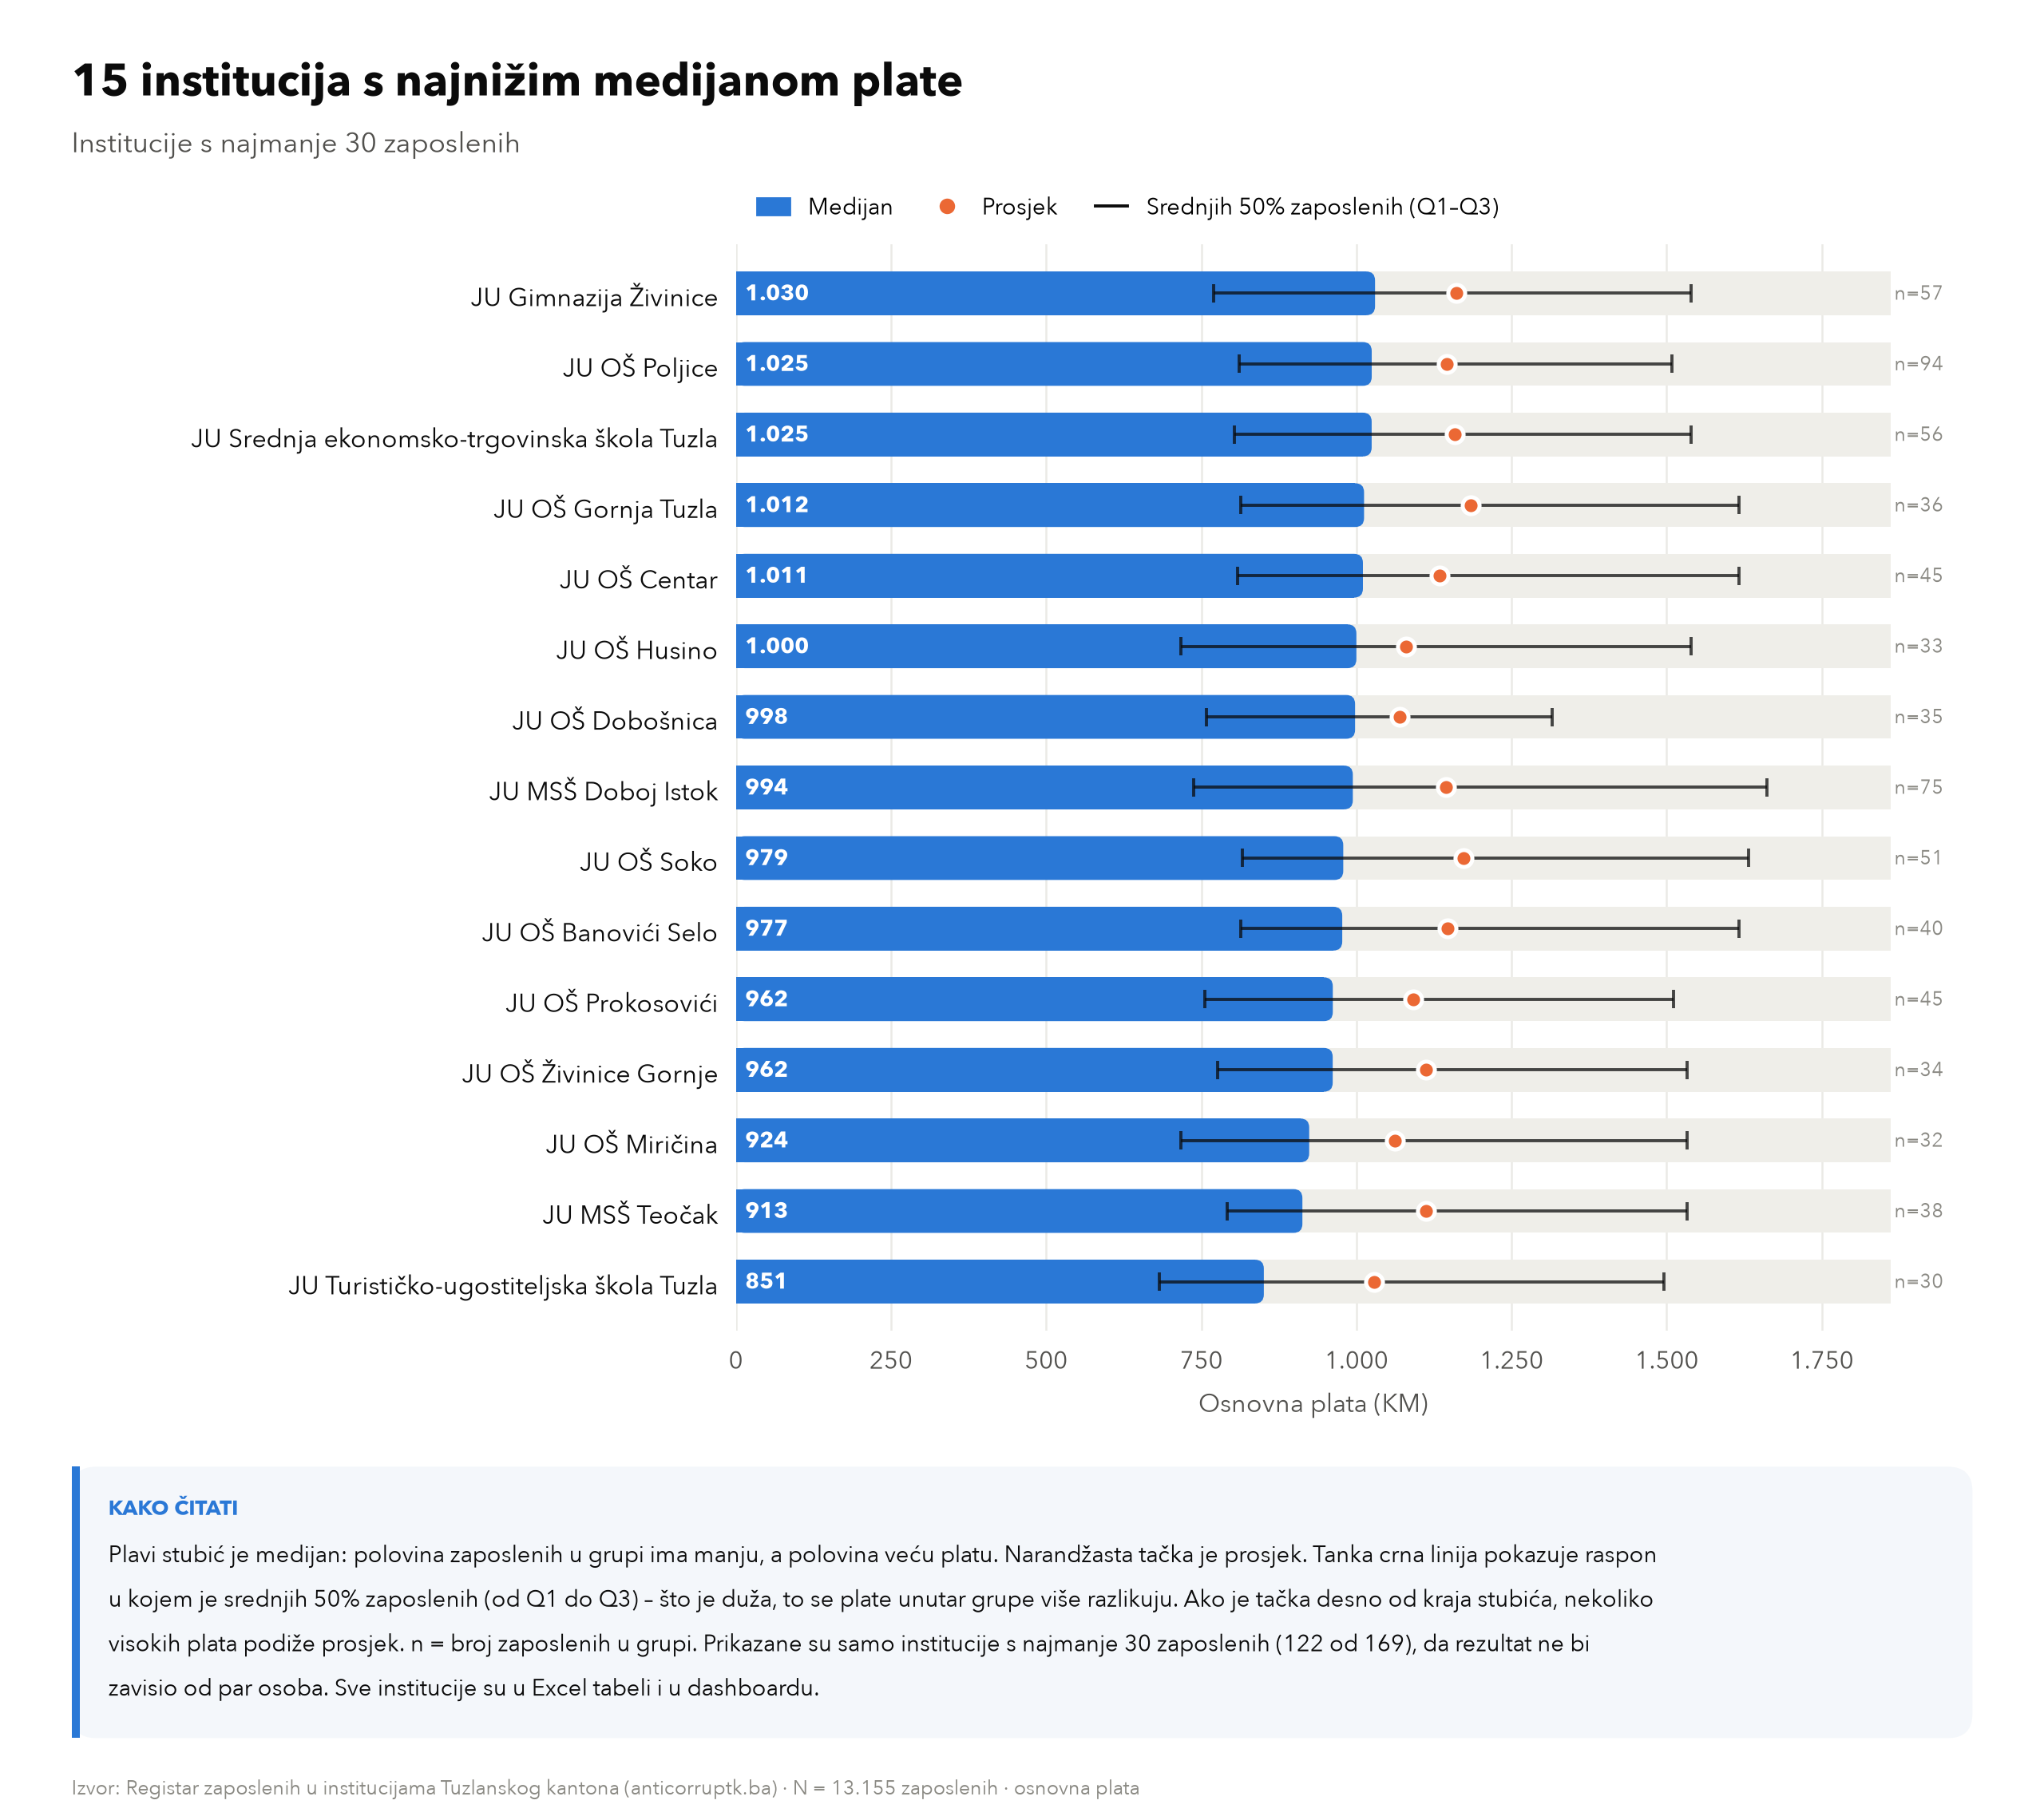 15 institucija s najnižim medijanom plate
Institucije s najmanje 30 zaposlenih
Medijan Prosjek Srednjih 50% zaposlenih (Q1–Q3)
JU Gimnazija Živinice 1.030 n=57
JU OŠ Poljice 1.025 n=94
JU Srednja ekonomsko-trgovinska škola Tuzla 1.025 n=56
JU OŠ Gornja Tuzla 1.012 n=36
JU OŠ Centar 1.011 n=45
JU OŠ Husino 1.000 n=33
JU OŠ Dobošnica 998 n=35
JU MSŠ Doboj Istok 994 n=75
JU OŠ Soko 979 n=51
JU OŠ Banovići Selo 977 n=40
JU OŠ Prokosovići 962 n=45
JU OŠ Živinice Gornje 962 n=34
JU OŠ Miričina 924 n=32
JU MSŠ Teočak 913 n=38
JU Turističko-ugostiteljska škola Tuzla 851 n=30
0 250 500 750 1.000 1.250 1.500 1.750
Osnovna plata (KM)
KAKO ČITATI
Plavi stubić je medijan: polovina zaposlenih u grupi ima manju, a polovina veću platu. Narandžasta tačka je prosjek. Tanka crna linija pokazuje raspon
u kojem je srednjih 50% zaposlenih (od Q1 do Q3) – što je duža, to se plate unutar grupe više razlikuju. Ako je tačka desno od kraja stubića, nekoliko
visokih plata podiže prosjek. n = broj zaposlenih u grupi. Prikazane su samo institucije s najmanje 30 zaposlenih (122 od 169), da rezultat ne bi
zavisio od par osoba. Sve institucije su u Excel tabeli i u dashboardu.
Izvor: Registar zaposlenih u institucijama Tuzlanskog kantona (anticorruptk.ba) · N = 13.155 zaposlenih · osnovna plata